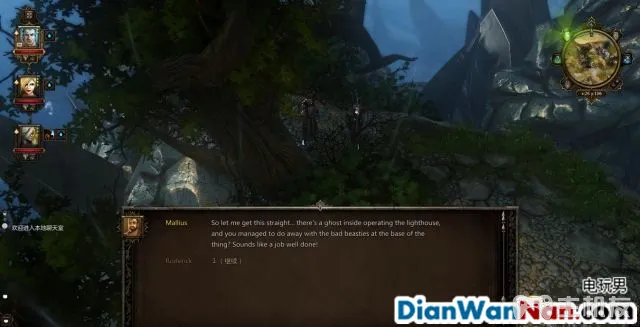 x:26 y:106
Mallius
So let me get this straight... there's a ghost inside operating the lighthouse,
and you managed to do away with the bad beasties at the base of the
thing? Sounds like a job well done!
欢迎进入本地聊天室
Roderick
1.（继续）
电玩男
DianWanNan.com